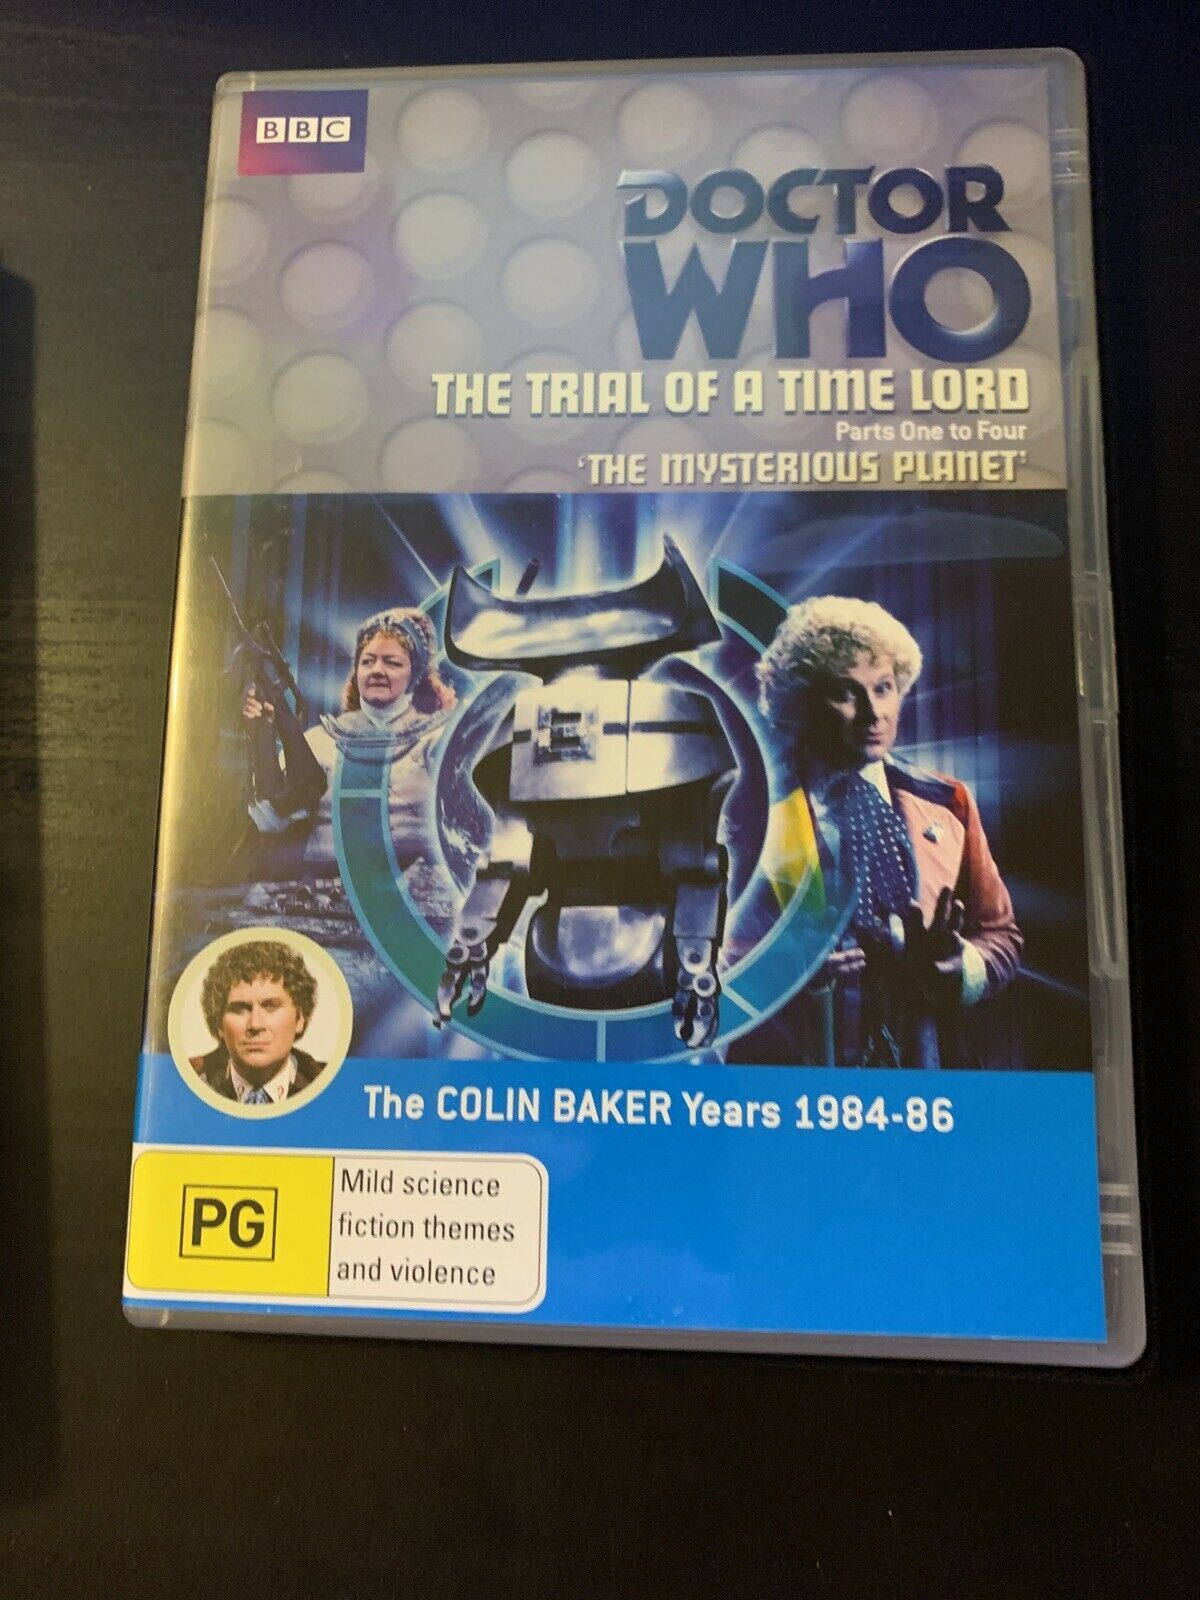 BBC
DOCTOR
WHO
THE TRIAL OF A TIME LORD
Parts One to Four
'THE MYSTERIOUS PLANET'
The COLIN BAKER Years 1984-86
PG
Mild science
fiction themes
and violence